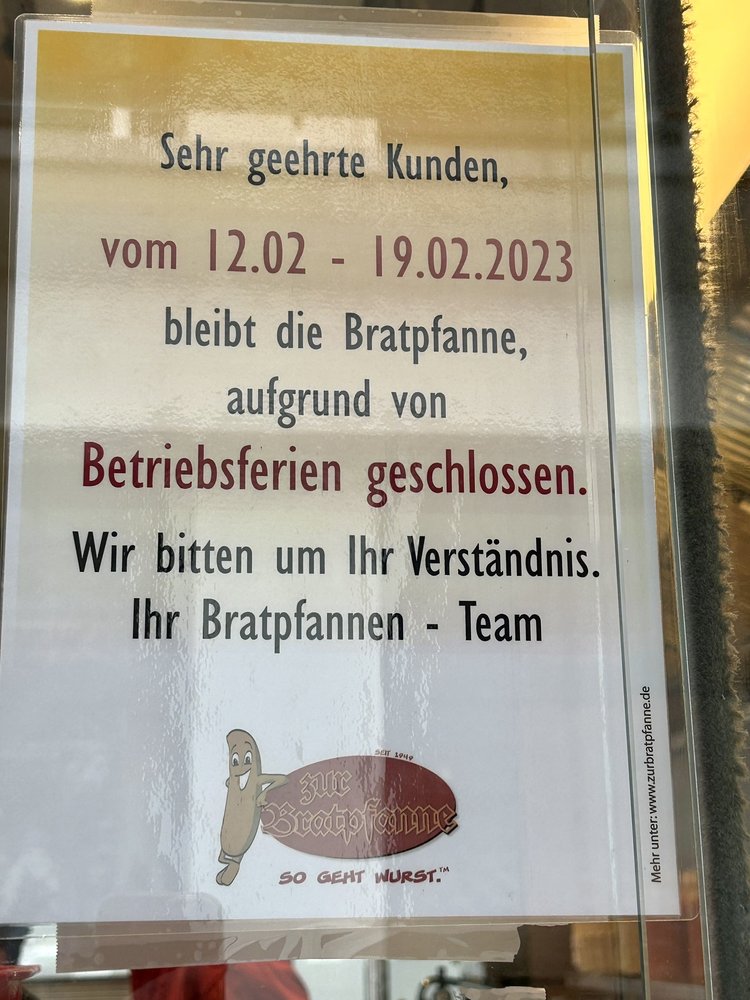 Sehr geehrte Kunden,
vom 12.02 - 19.02.2023
bleibt die Bratpfanne,
aufgrund von
Betriebsferien geschlossen.
Wir bitten um Ihr Verständnis.
Ihr Bratpfannen - Team
SEIT 1949
zur
Bratpfanne
SO GEHT WURST.™
Mehr unter: www.zurbratpfanne.de